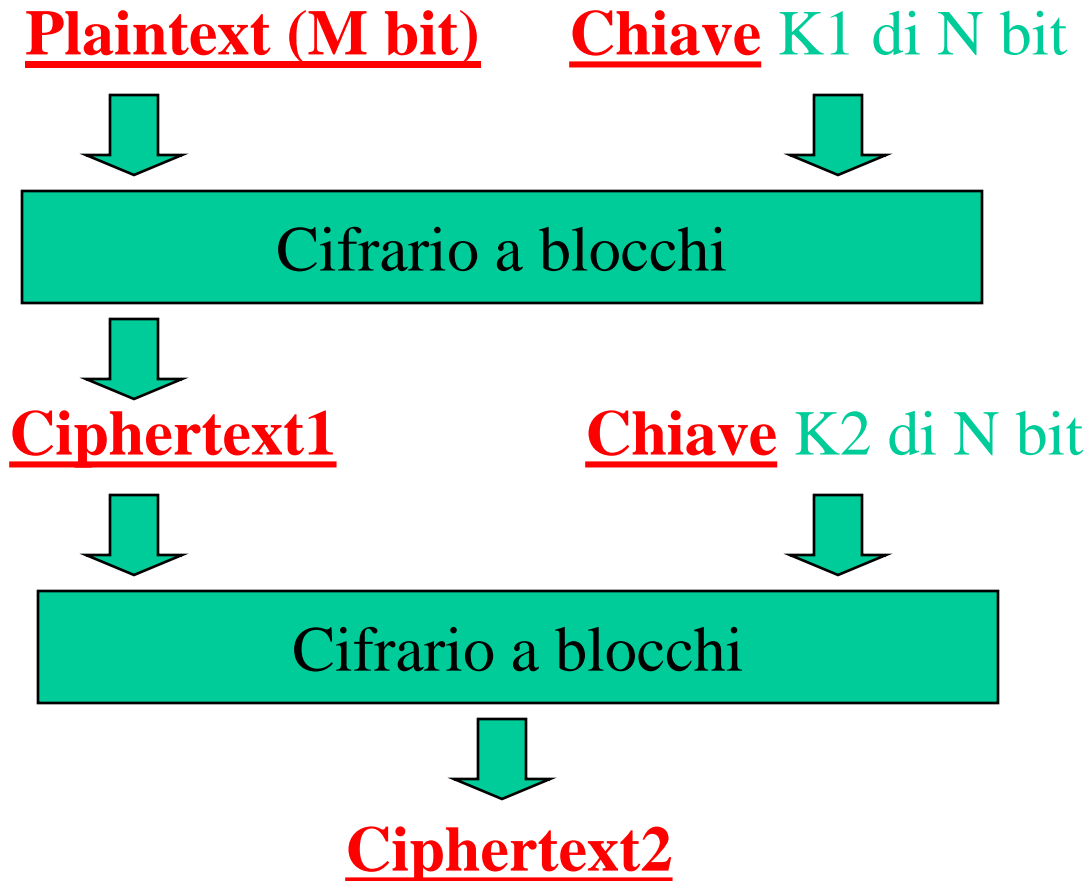 Plaintext (M bit) Chiave K1 di N bit
Cifrario a blocchi
Ciphertext1 Chiave K2 di N bit
Cifrario a blocchi
Ciphertext2